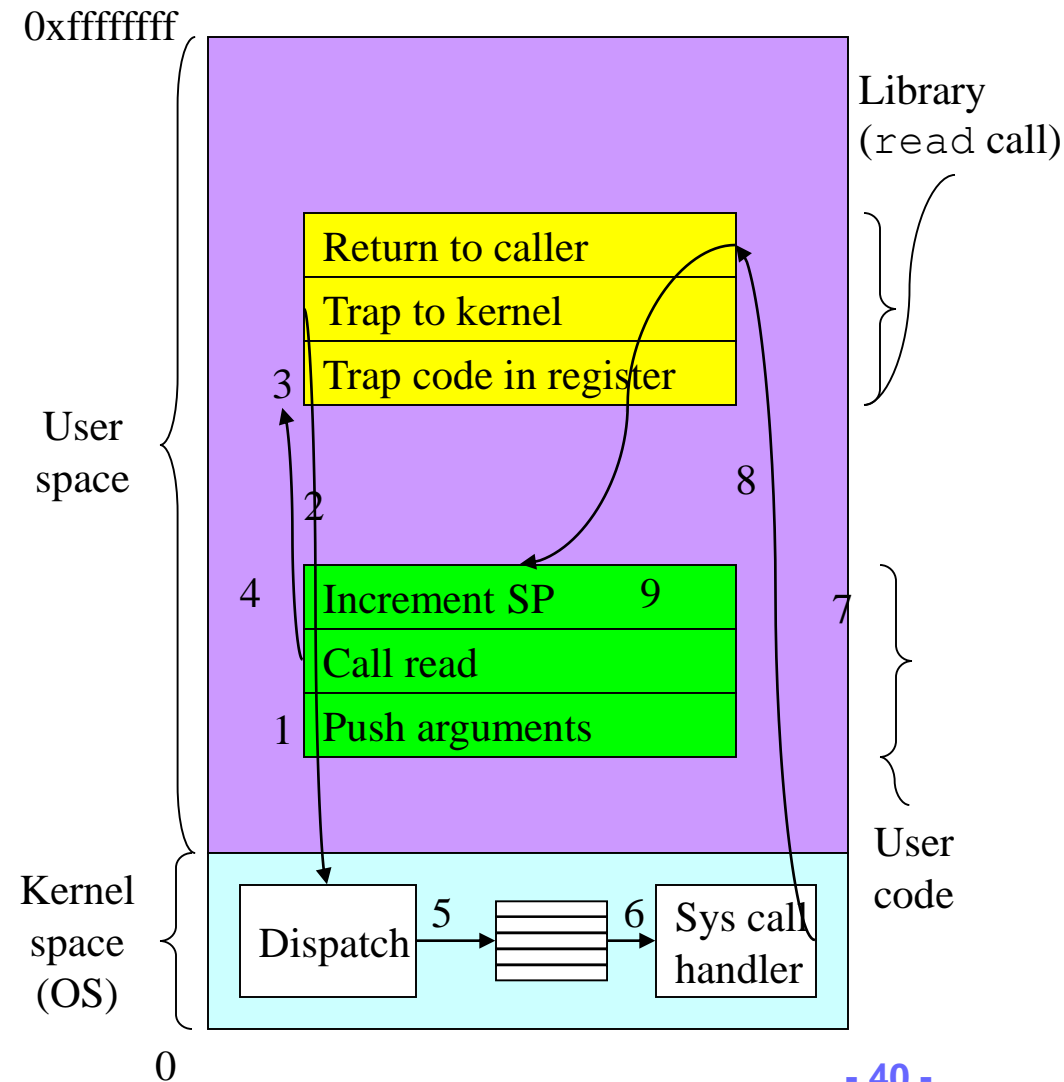 0xffffffff
Library
(read call)
Return to caller
Trap to kernel
3 Trap code in register
User
space
2
8
4
Increment SP 9
7
Call read
1 Push arguments
User
code
Kernel
space
(OS)
Dispatch
5
6
Sys call
handler
0
- 40 -